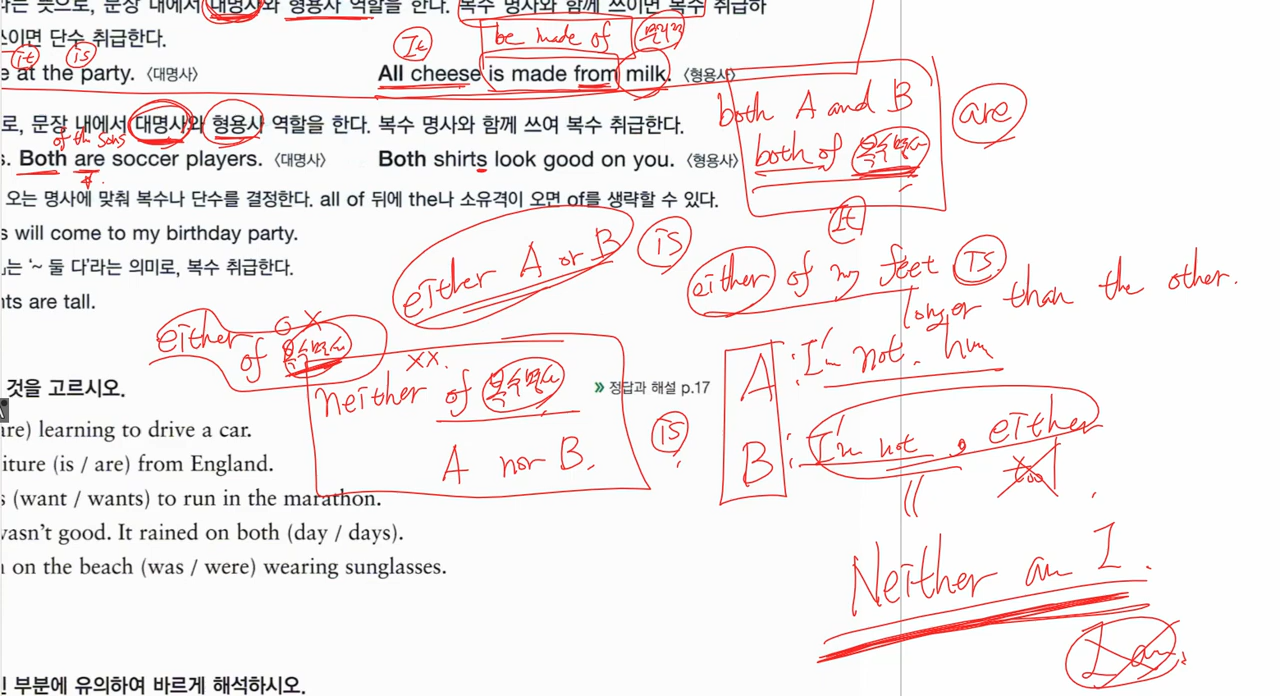 라는 뜻으로, 문장 내에서 대명사와 형용사 역할을 한다. 복수 명사와 함께 쓰이면 복수 취급하
쓰이면 단수 취급한다.
it is
It
be made of
e at the party. 〈대명사〉 All cheese is made from milk. 〈형용사〉
both A and B
are
both of 복수명사
로, 문장 내에서 대명사와 형용사 역할을 한다. 복수 명사와 함께 쓰여 복수 취급한다.
of the sons
s. Both are soccer players. 〈대명사〉 Both shirts look good on you. 〈형용사〉
오는 명사에 맞춰 복수나 단수를 결정한다. all of 뒤에 the나 소유격이 오면 of를 생략할 수 있다.
It
s will come to my birthday party.
either A or B is
either of my feet is
longer than the other.
는 '~ 둘 다'라는 의미로, 복수 취급한다.
nts are tall.
either of 복수명사
O X
XX.
neither of 복수명사
A nor B.
is
A : I'm not.
B : I'm not, either
too
Neither am I.
I am.
것을 고르시오.
» 정답과 해설 p.17
are) learning to drive a car.
iture (is / are) from England.
s (want / wants) to run in the marathon.
wasn't good. It rained on both (day / days).
n on the beach (was / were) wearing sunglasses.
친 부분에 유의하여 바르게 해석하시오.